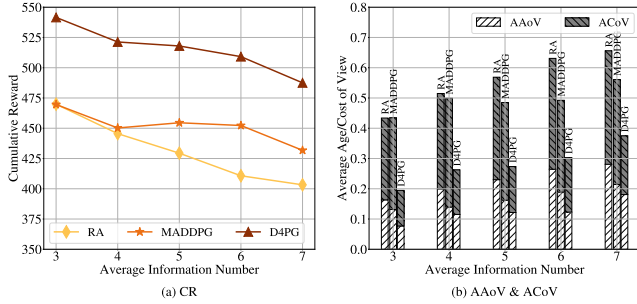 550
525
500
475
450
425
400
375
350
Cumulative Reward
RA
MADDPG
D4PG
3 4 5 6 7
Average Information Number
(a) CR
0.8
0.7
0.6
0.5
0.4
0.3
0.2
0.1
0.0
Average Age/Cost of View
AAoV
ACoV
RA
MADDPG
D4PG
RA
MADDPG
D4PG
RA
MADDPG
D4PG
RA
MADDPG
D4PG
RA
MADDPG
D4PG
3 4 5 6 7
Average Information Number
(b) AAoV & ACoV